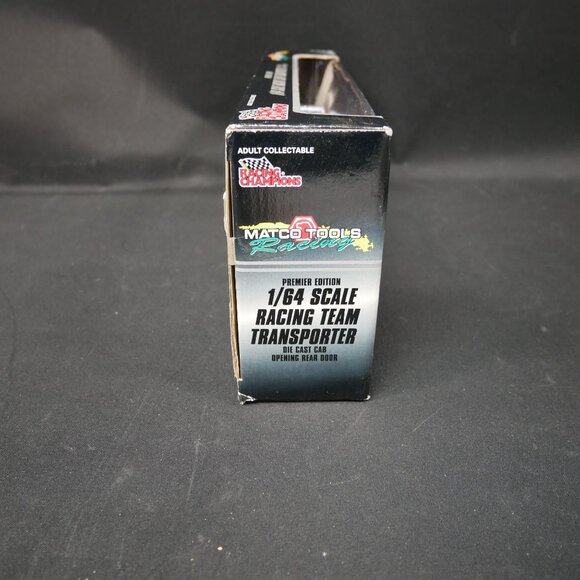 ADULT COLLECTABLE
RACING
CHAMPIONS
MATCO TOOLS
Racing
PREMIER EDITION
1/64 SCALE
RACING TEAM
TRANSPORTER
DIE CAST CAB
OPENING REAR DOOR